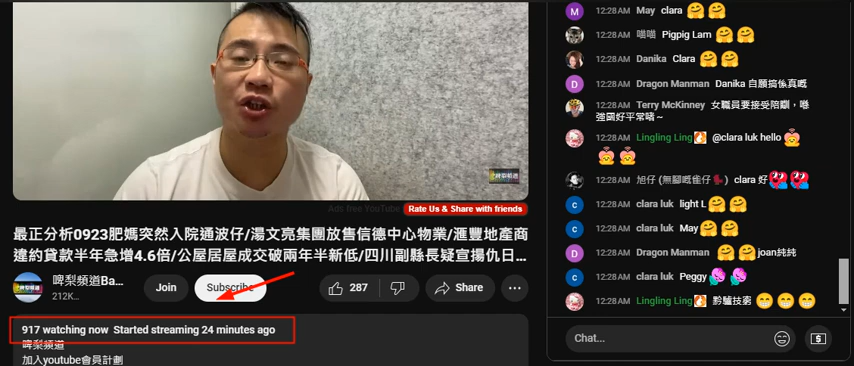 啤梨頻道
Ads free YouTube
Rate Us & Share with friends
最正分析0923肥媽突然入院通波仔/湯文亮集團放售信德中心物業/滙豐地產商
違約貸款半年急增4.6倍/公屋居屋成交破兩年半新低/四川副縣長疑宣揚仇日...
啤梨頻道Ba...
212K...
Join
Subscribe
287
Share
917 watching now Started streaming 24 minutes ago
啤梨頻道
加入youtube會員計劃
M
12:28 AM May clara
12:28 AM 喵喵 Pigpig Lam
12:28 AM Danika Clara
D
12:28 AM Dragon Manman Danika 自願搞係真嘅
12:28 AM Terry McKinney 女職員要接受陪瞓，喺
強國好平常啫～
12:28 AM Lingling Ling @clara luk hello
12:28 AM 旭仔 (無腳嘅雀仔) clara 好
c
12:28 AM clara luk light L
c
12:28 AM clara luk May
D
12:28 AM Dragon Manman joan純純
c
12:28 AM clara luk Peggy
12:28 AM Lingling Ling 黔驢技窮
Chat...